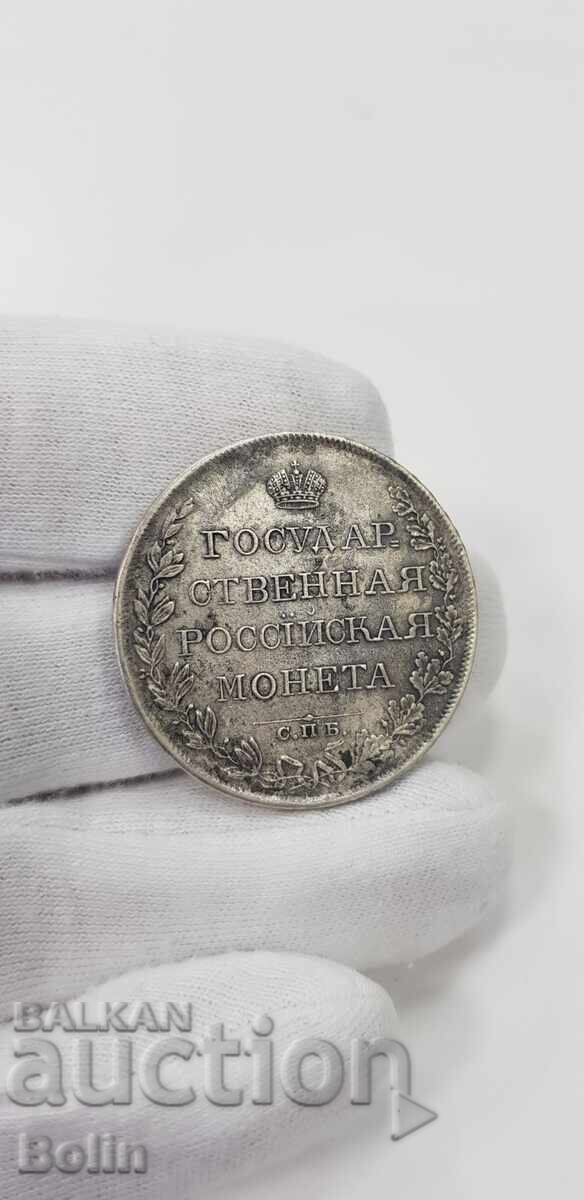 ГОСУДАР=
СТВЕННАЯ
РОССІЙСКАЯ
МОНЕТА
С.П.Б.
BALKAN
auction
Bolin